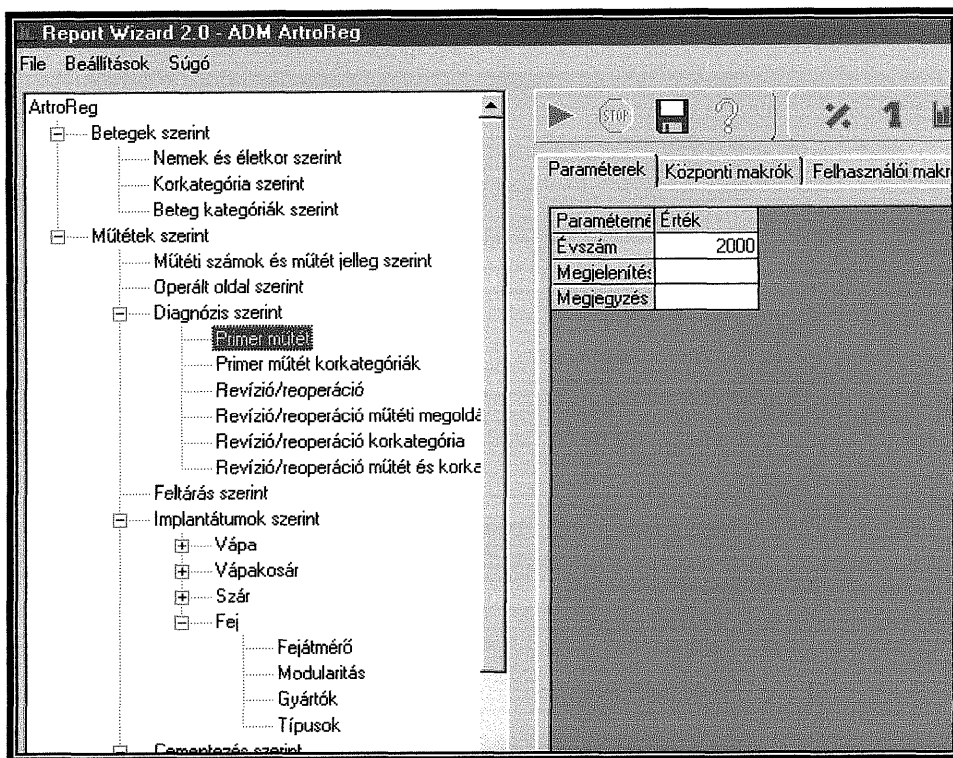 Report Wizard 2.0 - ADM ArtroReg
File Beállítások Súgó
ArtroReg
Betegek szerint
Nemek és életkor szerint
Korkategória szerint
Beteg kategóriák szerint
Műtétek szerint
Műtéti számok és műtét jelleg szerint
Operált oldal szerint
Diagnózis szerint
Primer műtét
Primer műtét korkategóriák
Revízió/reoperáció
Revízió/reoperáció műtéti megoldá
Revízió/reoperáció korkategória
Revízió/reoperáció műtét és korka
Feltárás szerint
Implantátumok szerint
Vápa
Vápakosár
Szár
Fej
Fejátmérő
Modularitás
Gyártók
Típusok
Cementezés szerint
STOP
Paraméterek Központi makrók Felhasználói makr
Paraméterné Érték
Évszám 2000
Megjelenítés
Megjegyzés